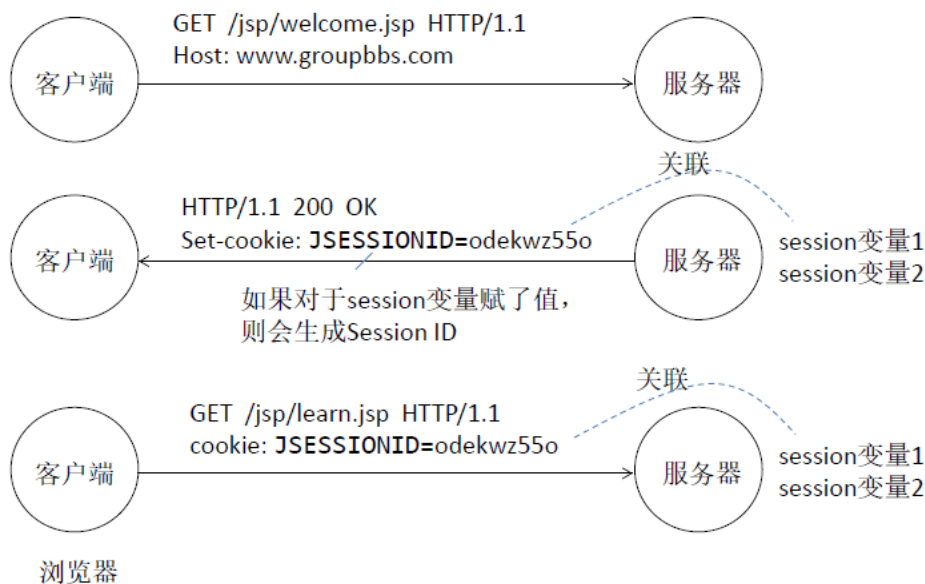 GET /jsp/welcome.jsp HTTP/1.1
Host: www.groupbbs.com
客户端
服务器
关联
HTTP/1.1 200 OK
Set-cookie: JSESSIONID=odekwz55o
客户端
服务器
session变量1
session变量2
如果对于session变量赋了值，
则会生成Session ID
关联
GET /jsp/learn.jsp HTTP/1.1
cookie: JSESSIONID=odekwz55o
客户端
服务器
session变量1
session变量2
浏览器